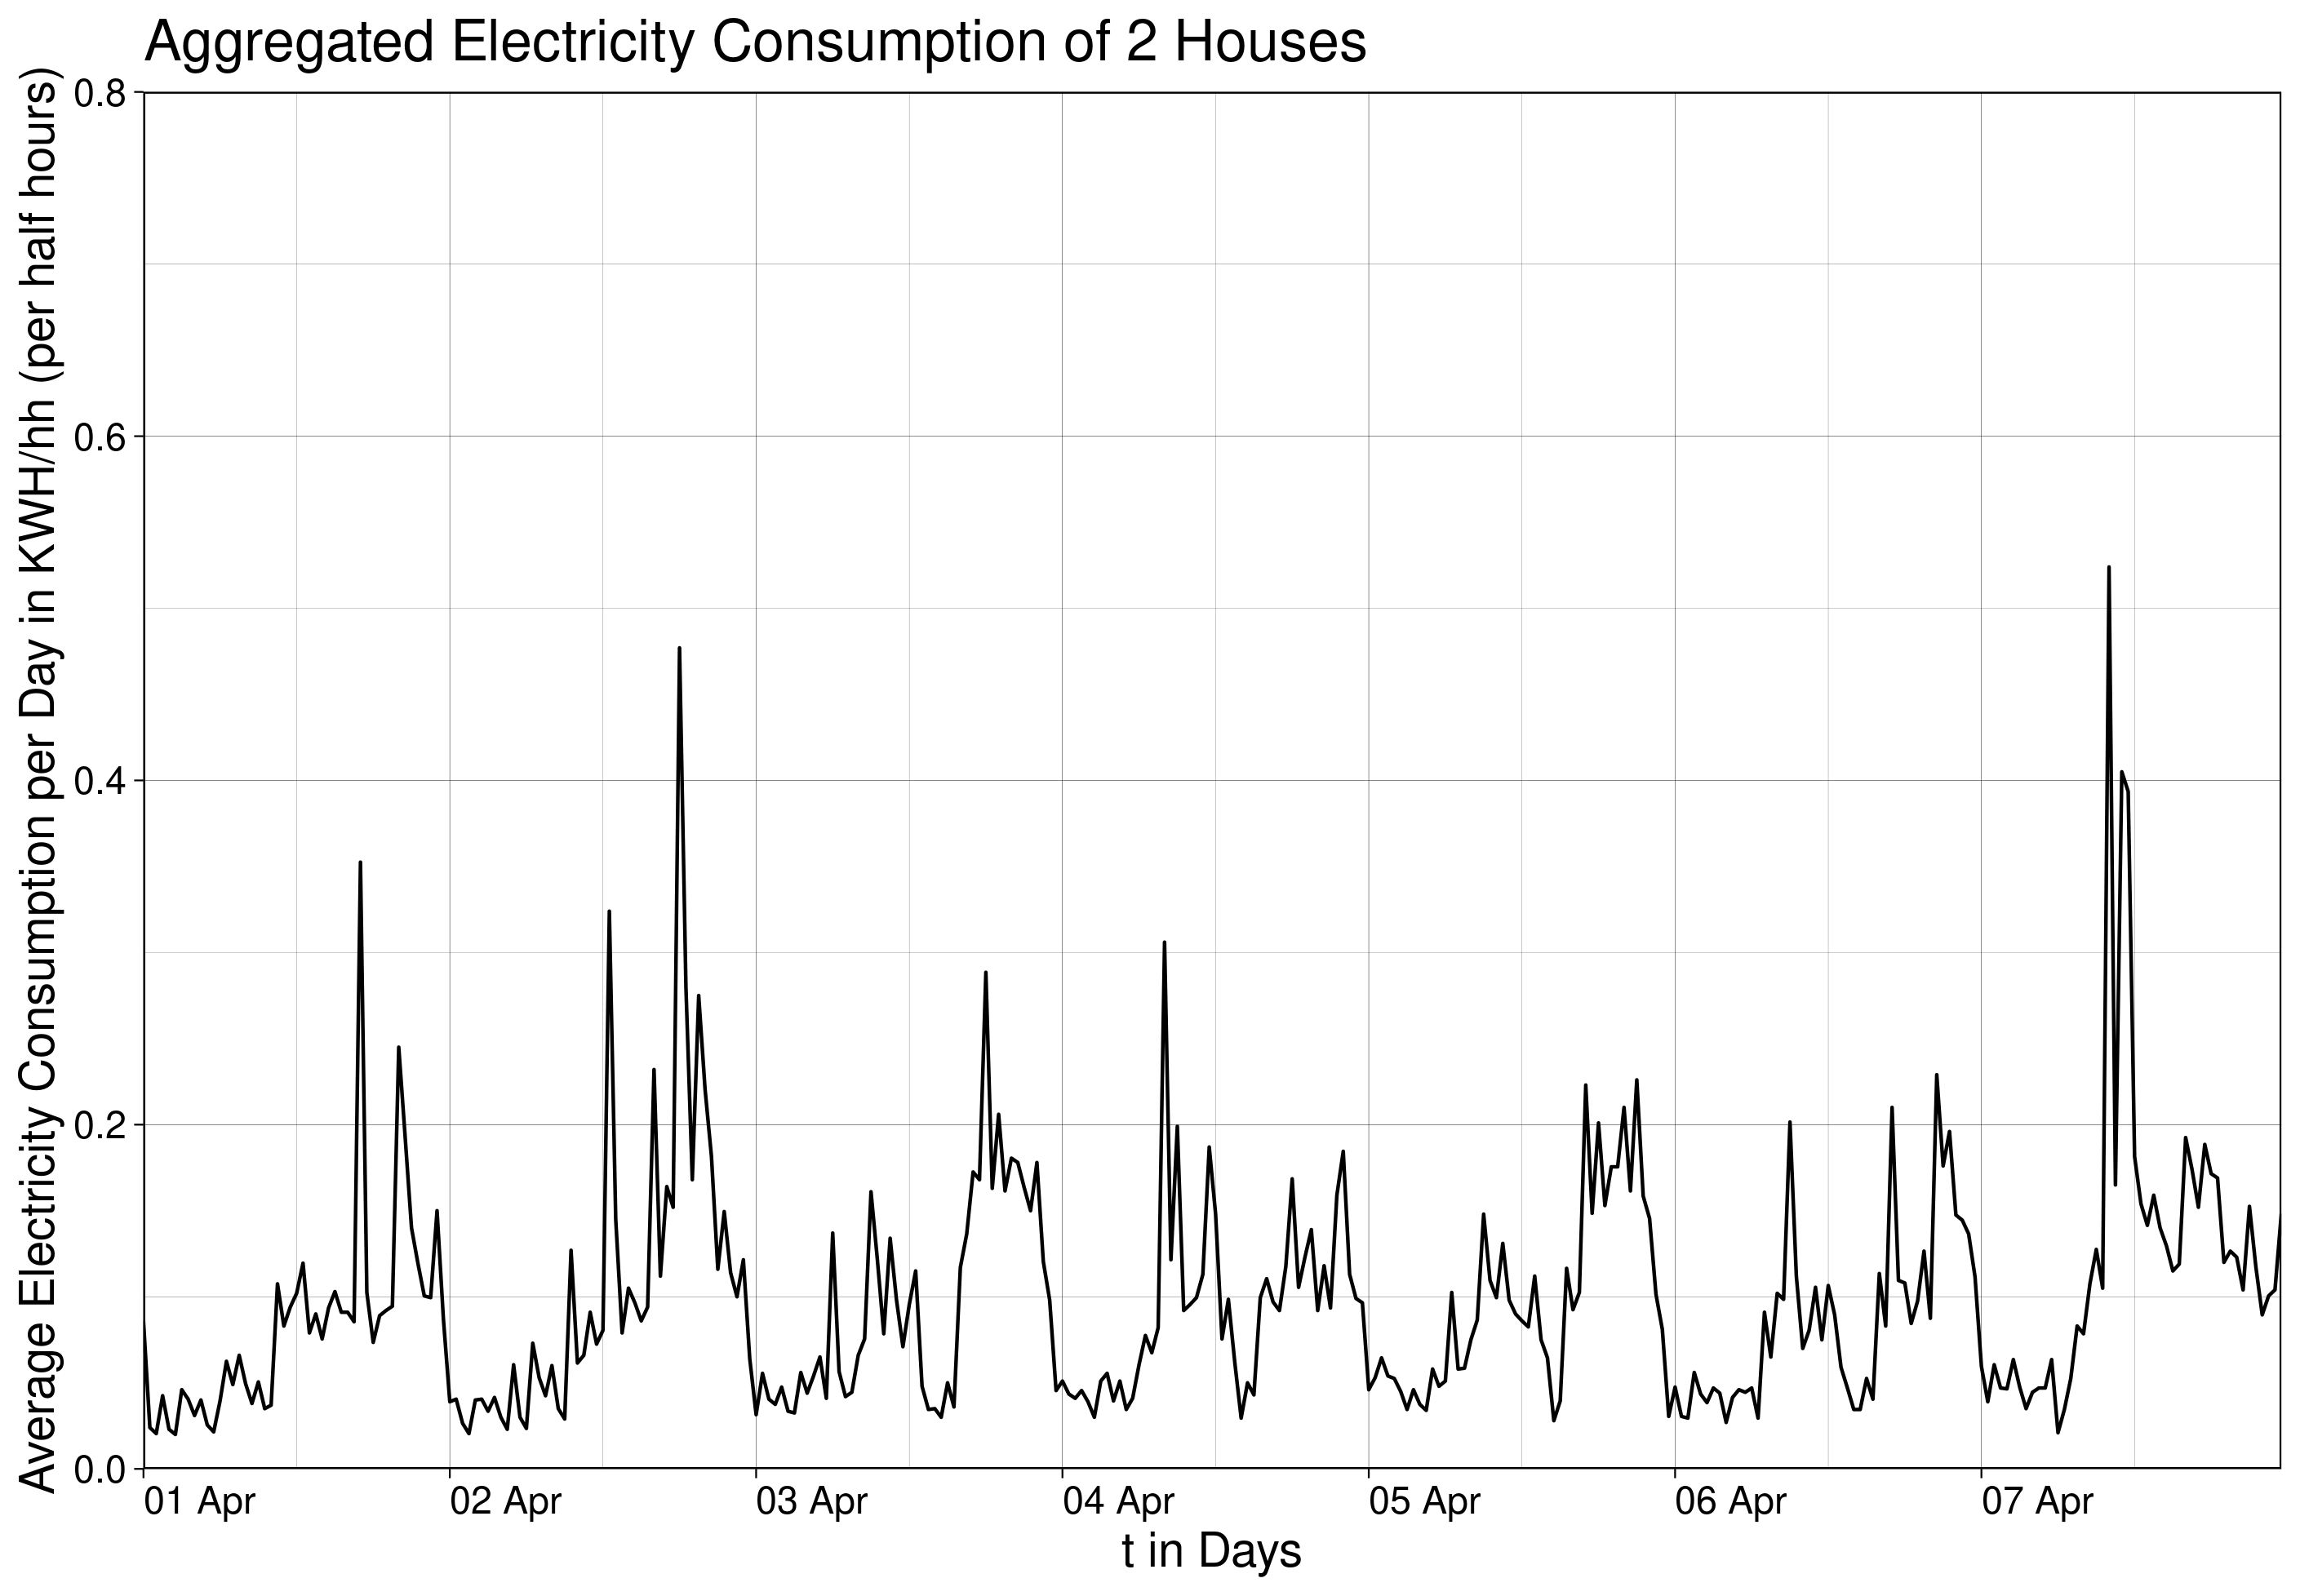 Aggregated Electricity Consumption of 2 Houses
Average Electricity Consumption per Day in KWH/hh (per half hours)
0.8
0.6
0.4
0.2
0.0
01 Apr
02 Apr
03 Apr
04 Apr
05 Apr
06 Apr
07 Apr
t in Days